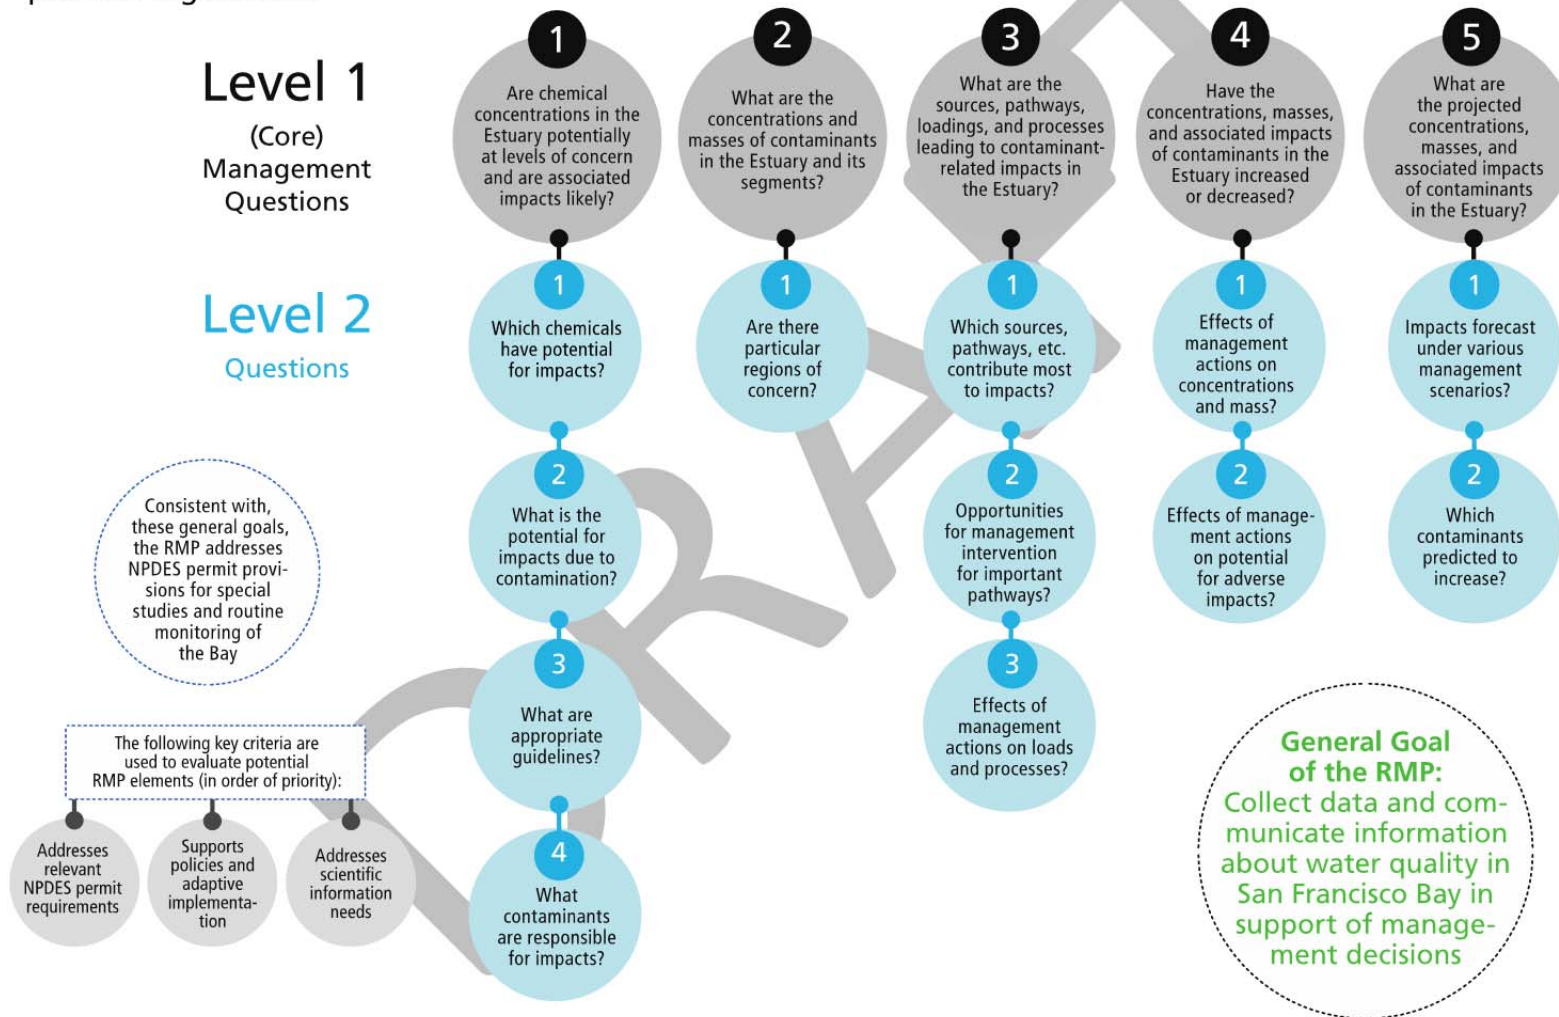 Level 1
(Core)
Management
Questions
1
Are chemical
concentrations in the
Estuary potentially
at levels of concern
and are associated
impacts likely?
2
What are the
concentrations and
masses of contaminants
in the Estuary and its
segments?
3
What are the
sources, pathways,
loadings, and processes
leading to contaminant-
related impacts in
the Estuary?
4
Have the
concentrations, masses,
and associated impacts
of contaminants in the
Estuary increased
or decreased?
5
What are
the projected
concentrations,
masses, and
associated impacts
of contaminants
in the Estuary?
Level 2
Questions
1
Which chemicals
have potential
for impacts?
2
What is the
potential for
impacts due to
contamination?
3
What are
appropriate
guidelines?
4
What
contaminants
are responsible
for impacts?
1
Are there
particular
regions of
concern?
1
Which sources,
pathways, etc.
contribute most
to impacts?
2
Opportunities
for management
intervention
for important
pathways?
3
Effects of
management
actions on loads
and processes?
1
Effects of
management
actions on
concentrations
and mass?
2
Effects of manage-
ment actions
on potential
for adverse
impacts?
1
Impacts forecast
under various
management
scenarios?
2
Which
contaminants
predicted to
increase?
Consistent with,
these general goals,
the RMP addresses
NPDES permit provi-
sions for special
studies and routine
monitoring of
the Bay
The following key criteria are
used to evaluate potential
RMP elements (in order of priority):
Addresses
relevant
NPDES permit
requirements
Supports
policies and
adaptive
implementa-
tion
Addresses
scientific
information
needs
General Goal
of the RMP:
Collect data and com-
municate information
about water quality in
San Francisco Bay in
support of manage-
ment decisions